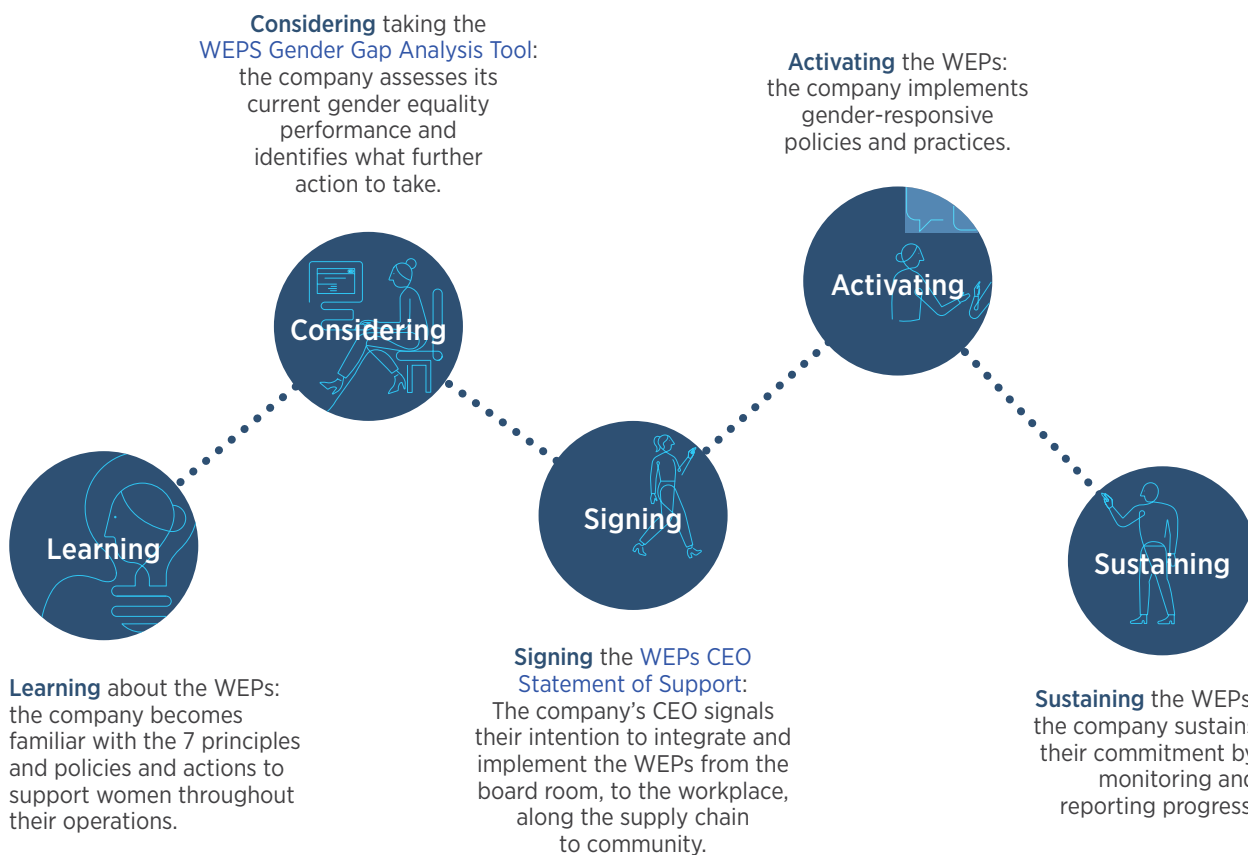 Considering taking the
WEPS Gender Gap Analysis Tool:
the company assesses its
current gender equality
performance and
identifies what further
action to take.
Activating the WEPs:
the company implements
gender-responsive
policies and practices.
Learning
Considering
Signing
Activating
Sustaining
Learning about the WEPs:
the company becomes
familiar with the 7 principles
and policies and actions to
support women throughout
their operations.
Signing the WEPs CEO
Statement of Support:
The company’s CEO signals
their intention to integrate and
implement the WEPs from the
board room, to the workplace,
along the supply chain
to community.
Sustaining the WEPs
the company sustains
their commitment by
monitoring and
reporting progress